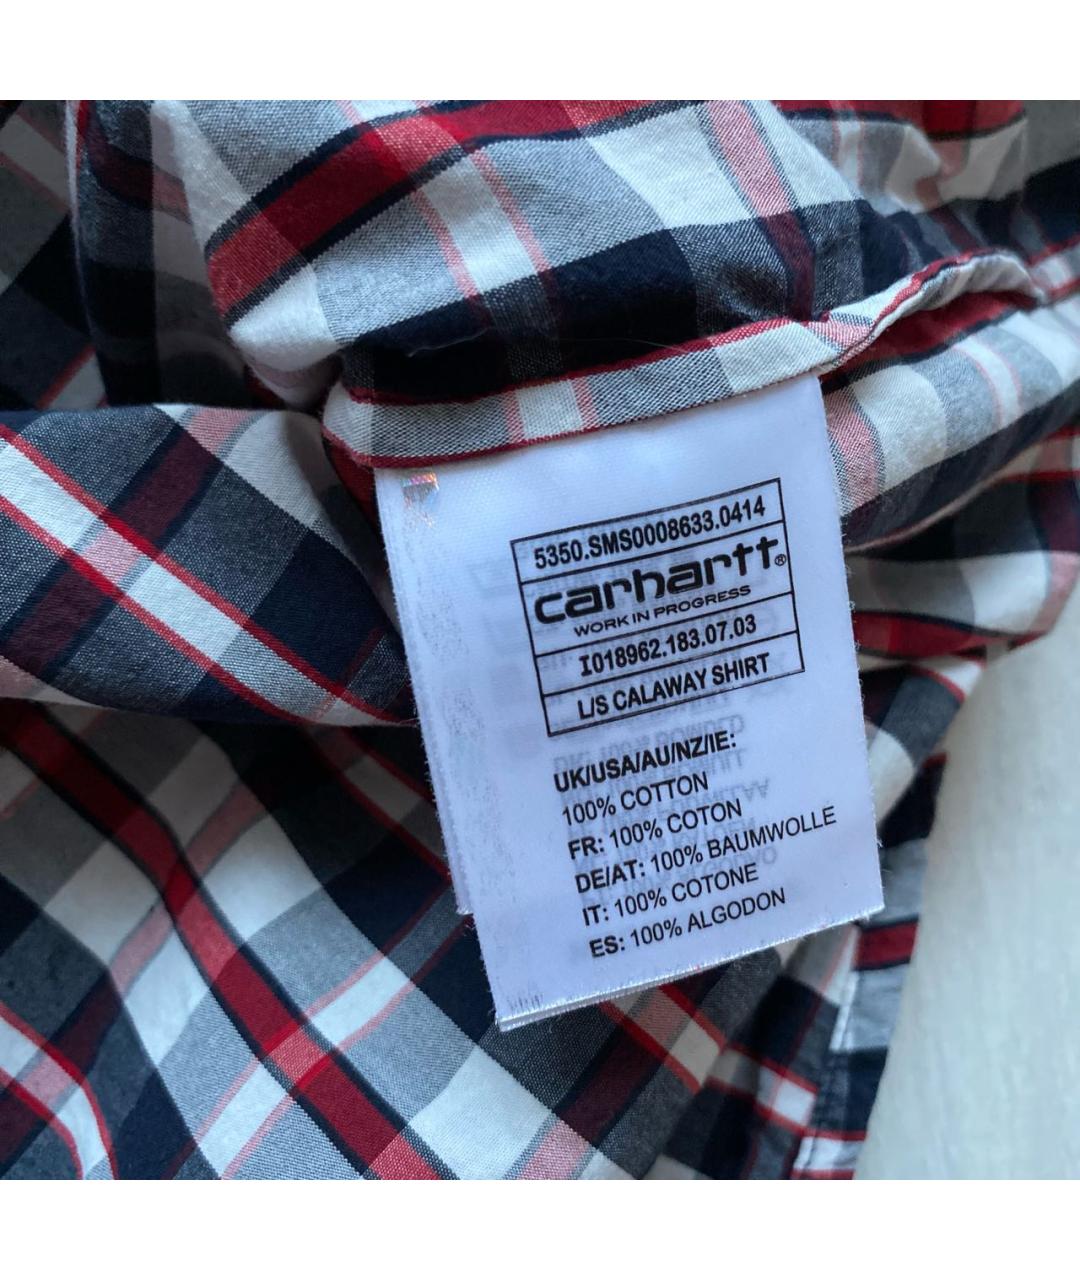 5350.SMS0008633.0414
carhartt®
WORK IN PROGRESS
I018962.183.07.03
L/S CALAWAY SHIRT
UK/USA/AU/NZ/IE:
100% COTTON
FR: 100% COTON
DE/AT: 100% BAUMWOLLE
IT: 100% COTONE
ES: 100% ALGODON